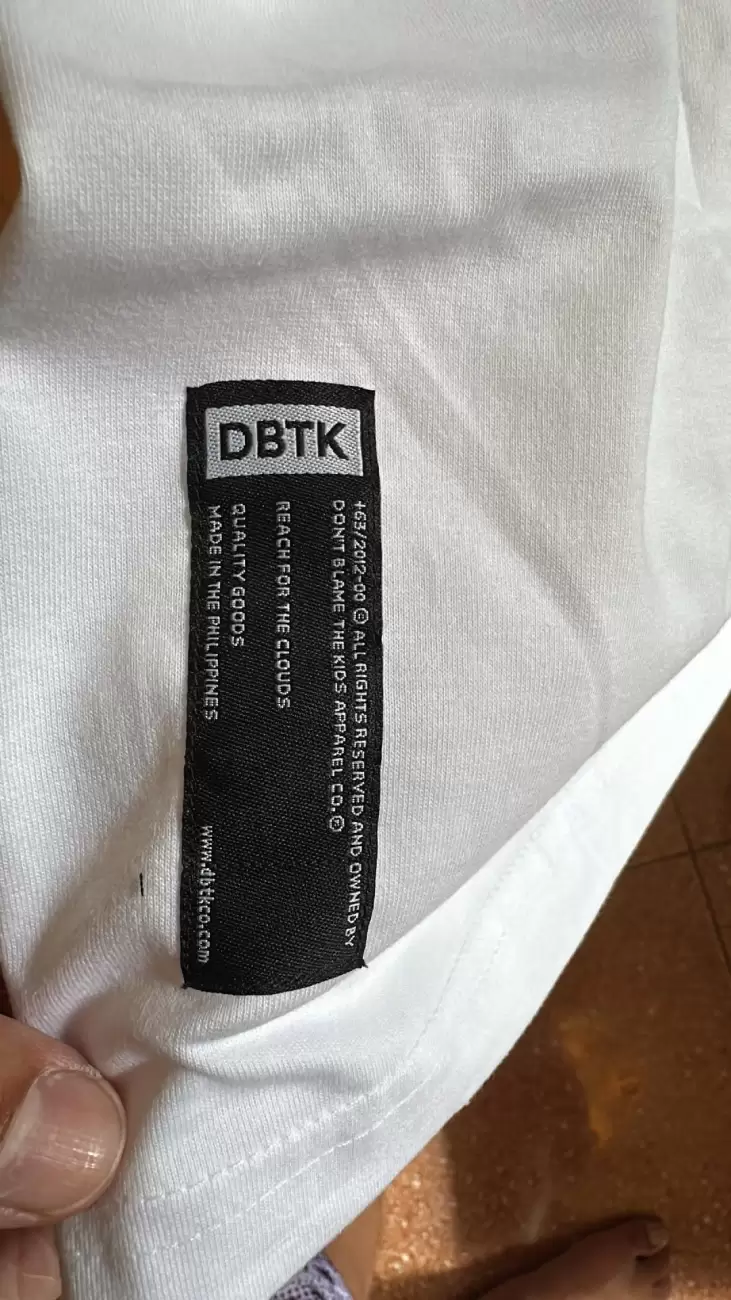 DBTK
+63/2012-00 © ALL RIGHTS RESERVED AND OWNED BY
DON'T BLAME THE KIDS APPAREL CO.®
REACH FOR THE CLOUDS
QUALITY GOODS
MADE IN THE PHILIPPINES
www.dbtkco.com